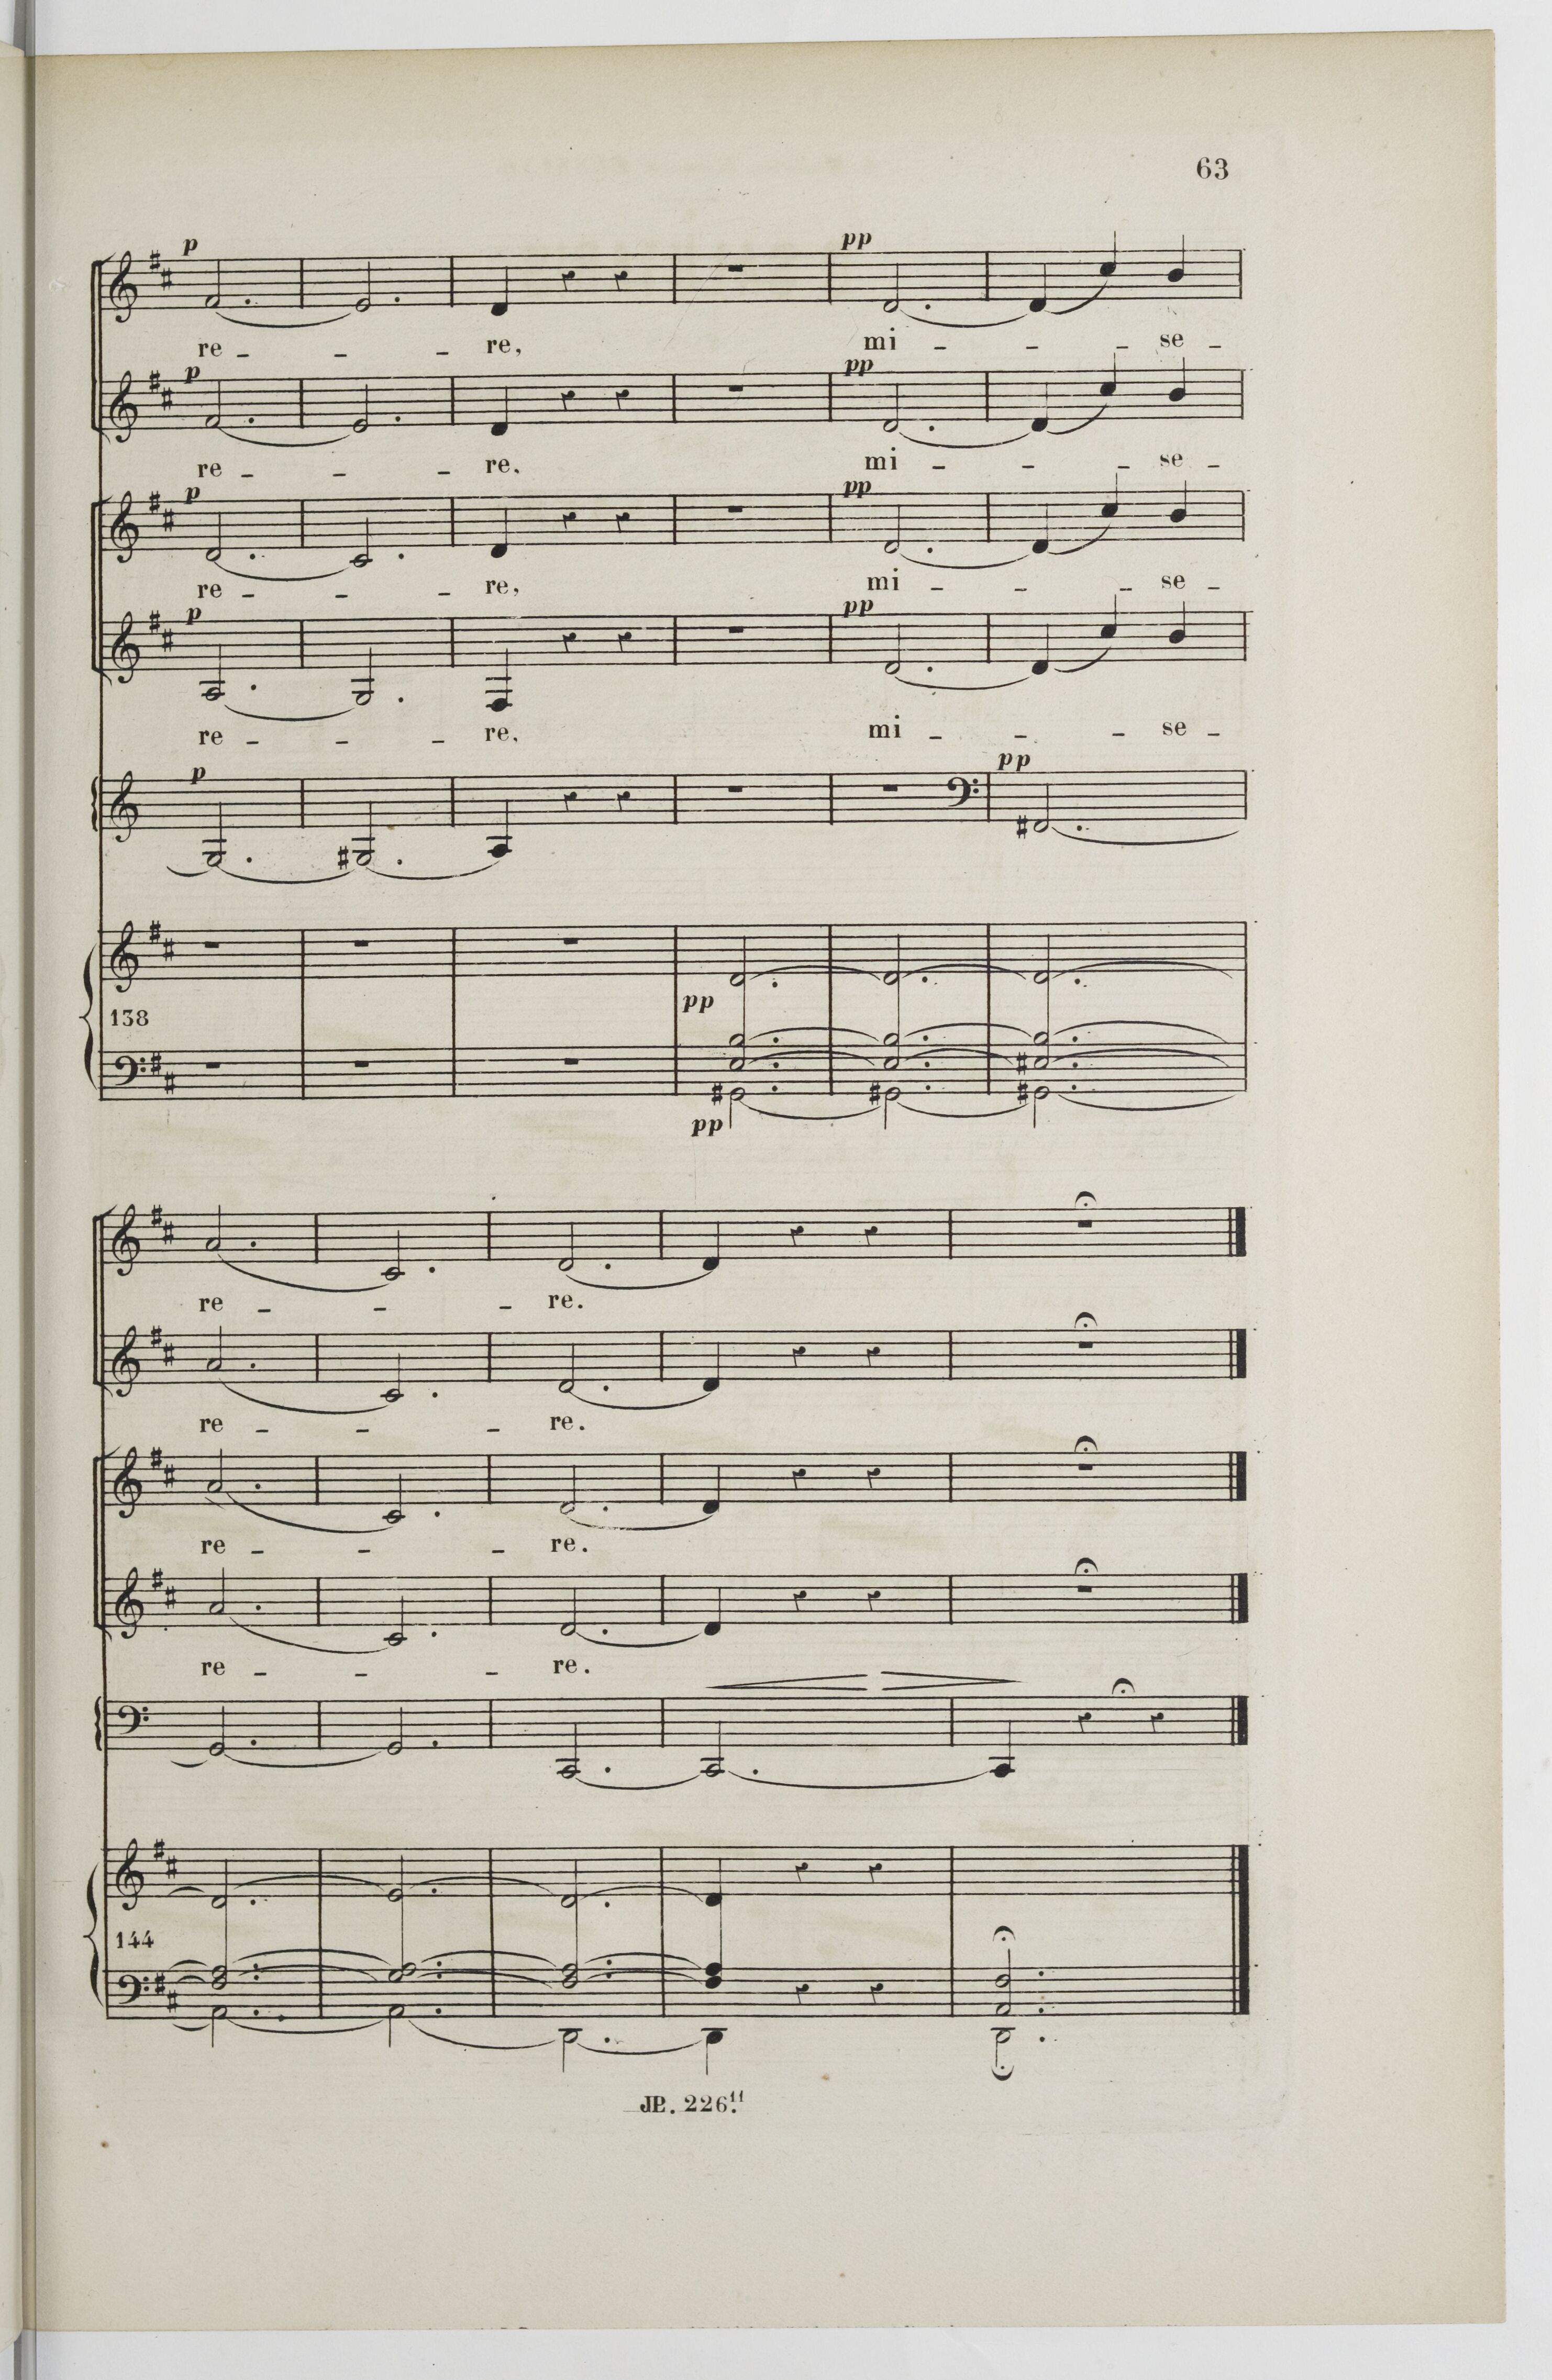 63
p pp
re - - - re, mi - - - se -
p pp
re - - re. mi - - - se -
p pp
re - - - re, mi - - - se -
p pp
re - - - re. mi - - - se -
p pp
pp
138
pp
re - - - re.
re - - - re.
re - - - re.
re - - - re.
144
JP. 226.11